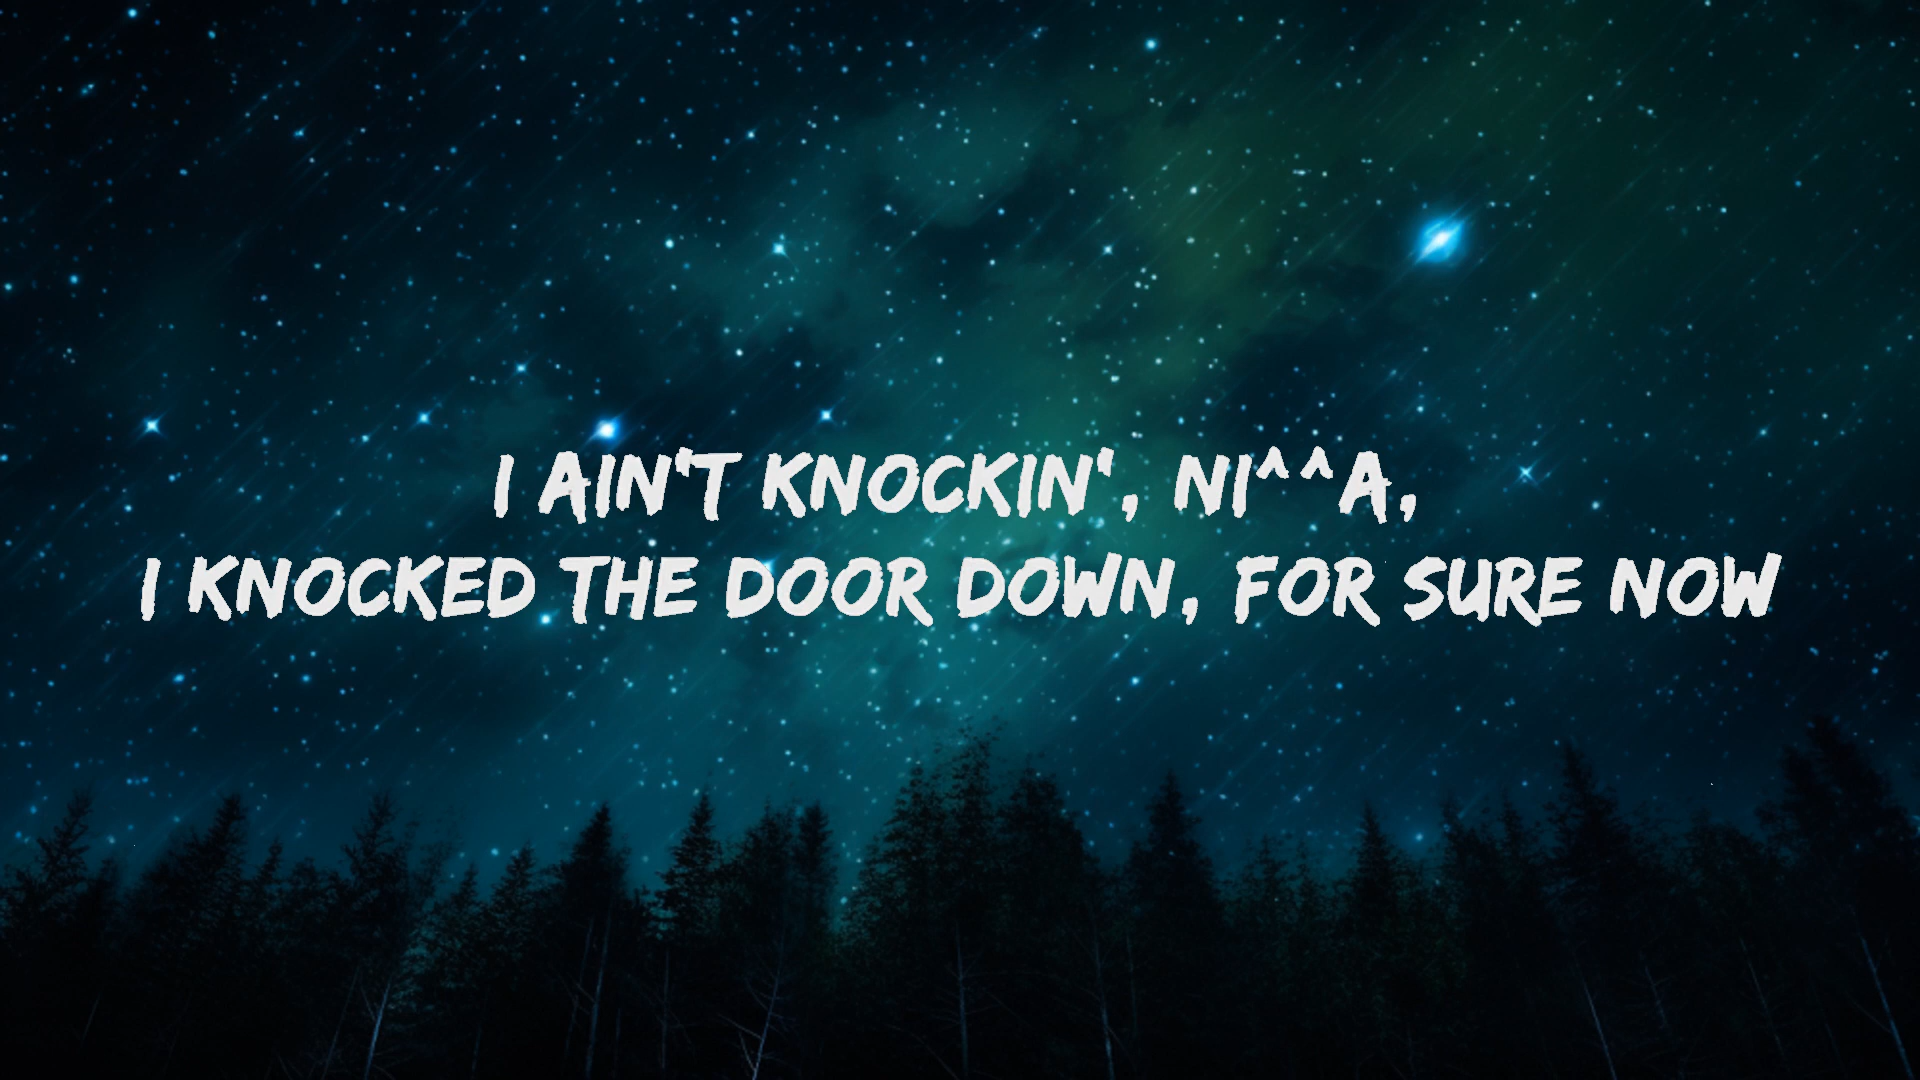 I AIN'T KNOCKIN', NI^^A,
I KNOCKED THE DOOR DOWN, FOR SURE NOW